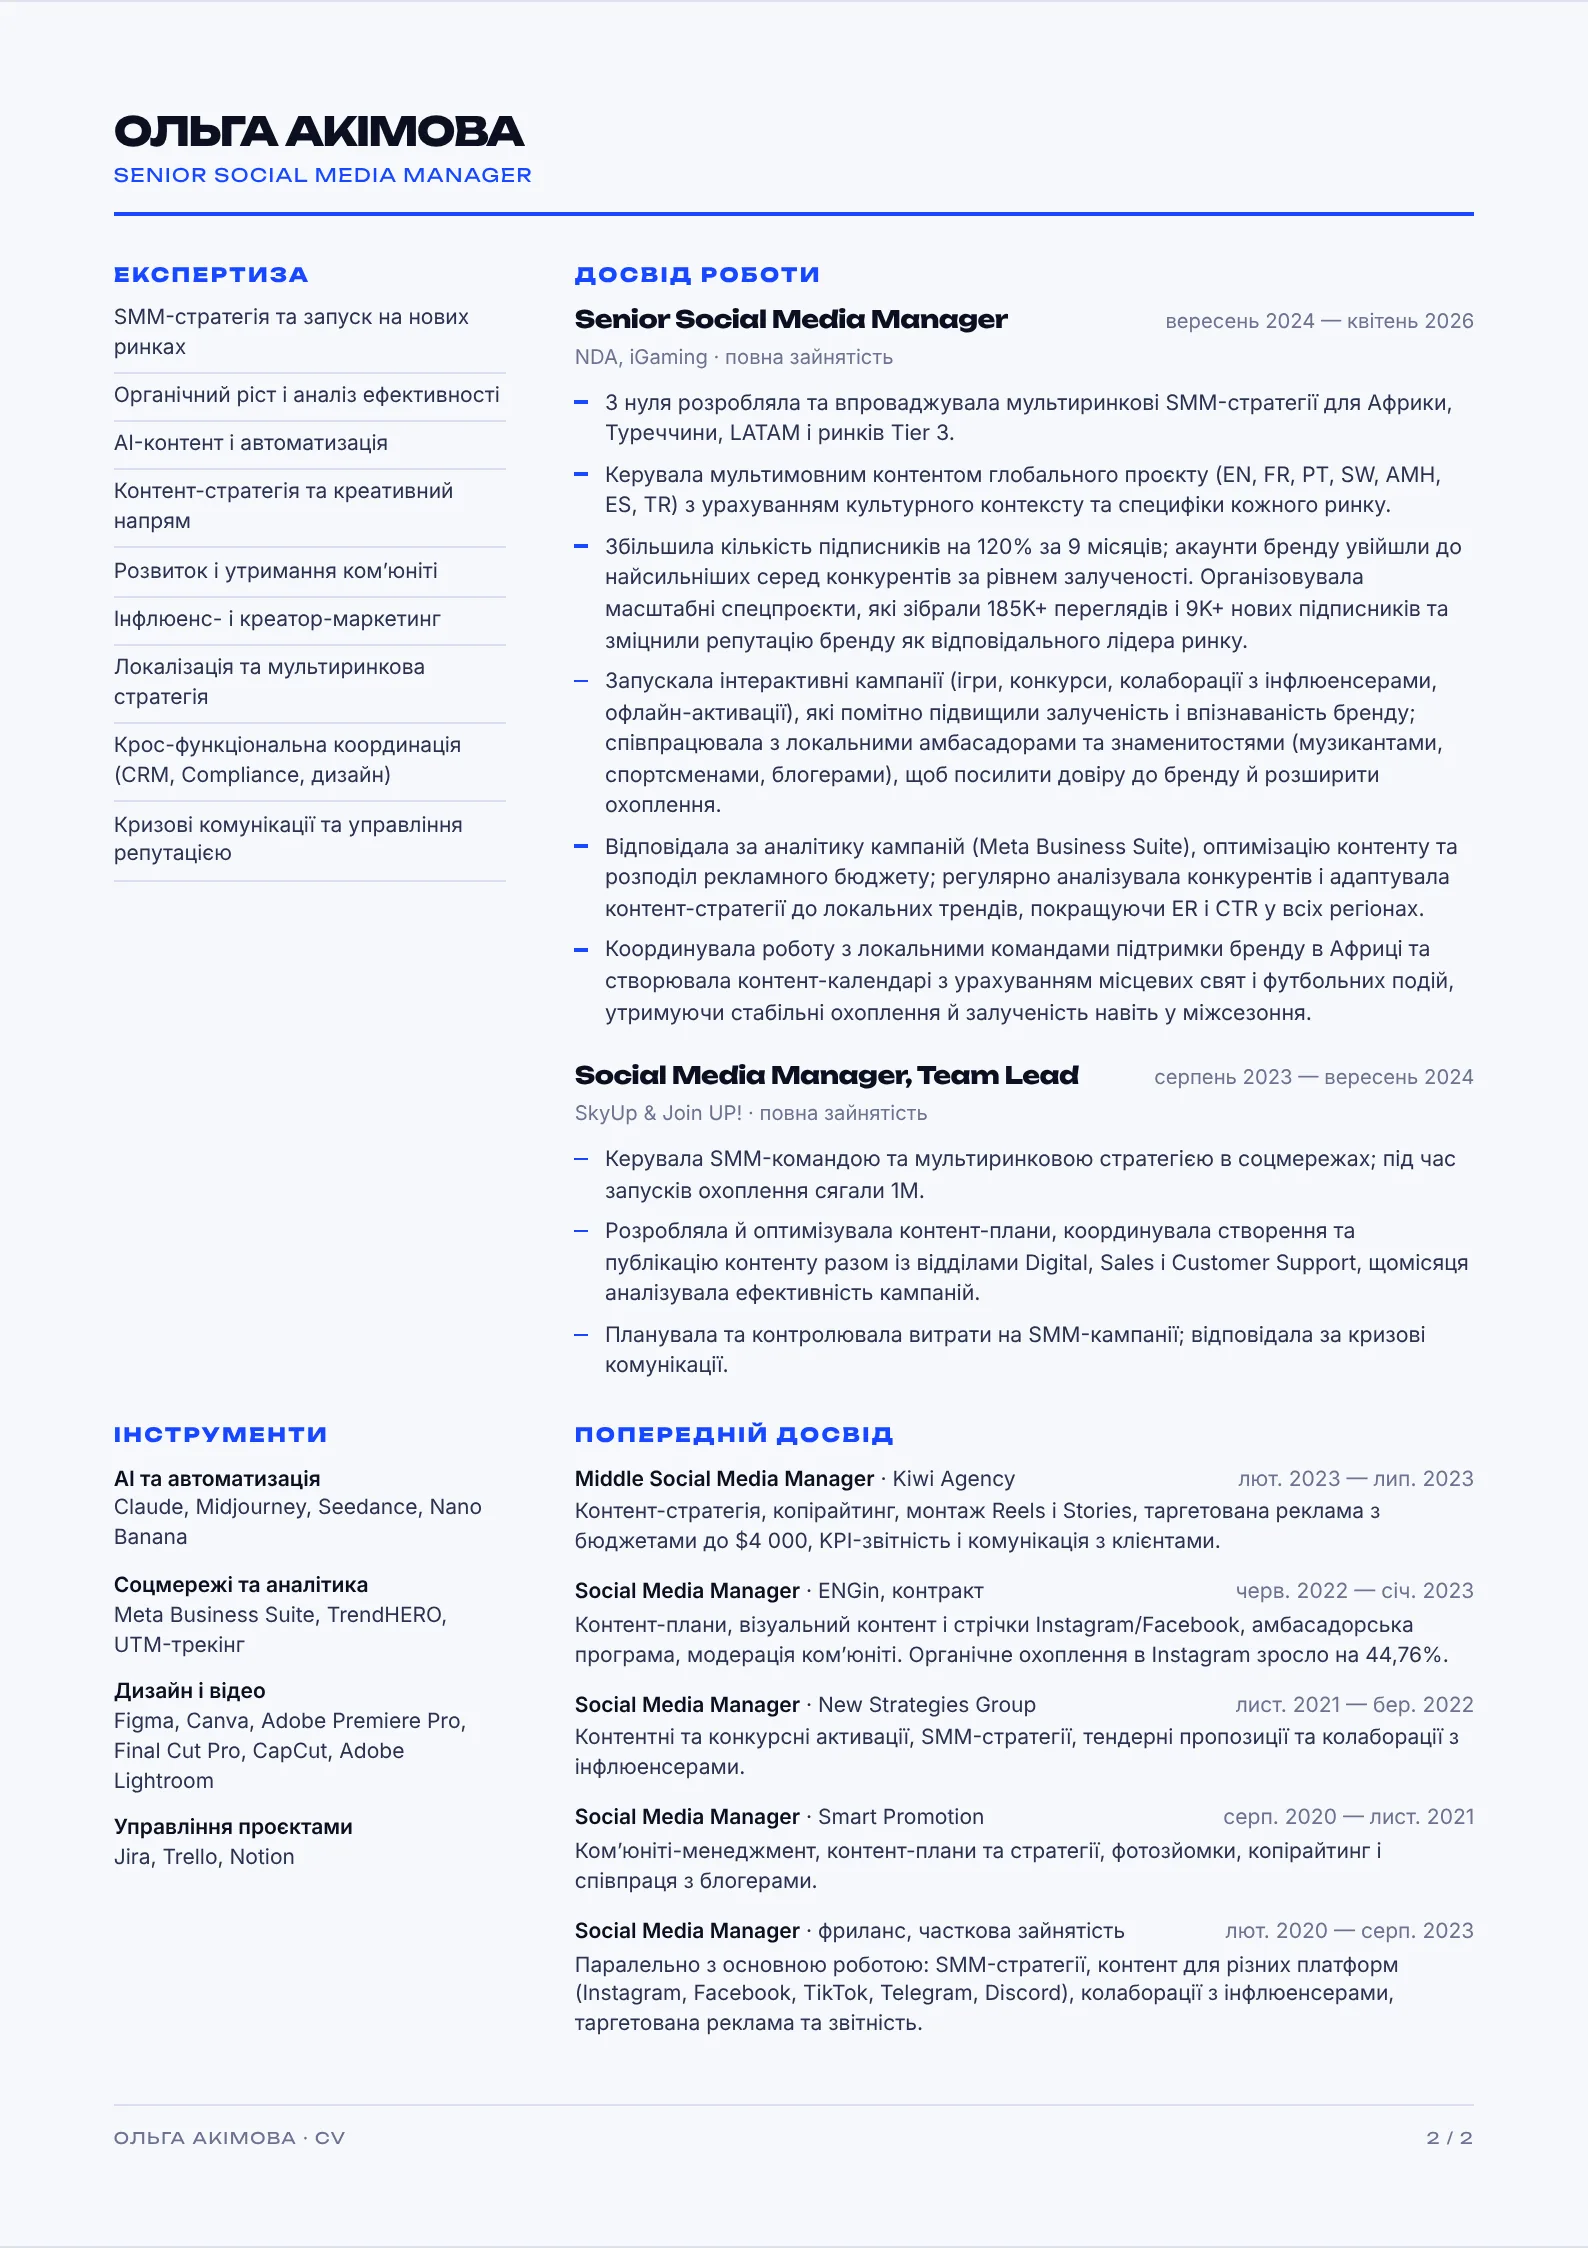 ОЛЬГА АКІМОВА
SENIOR SOCIAL MEDIA MANAGER
ЕКСПЕРТИЗА
SMM-стратегія та запуск на нових
ринках
Органічний ріст і аналіз ефективності
AI-контент і автоматизація
Контент-стратегія та креативний
напрям
Розвиток і утримання ком’юніті
Інфлюенс- і креатор-маркетинг
Локалізація та мультиринкова
стратегія
Крос-функціональна координація
(CRM, Compliance, дизайн)
Кризові комунікації та управління
репутацією
ДОСВІД РОБОТИ
Senior Social Media Manager вересень 2024 — квітень 2026
NDA, iGaming · повна зайнятість
– З нуля розробляла та впроваджувала мультиринкові SMM-стратегії для Африки,
Туреччини, LATAM і ринків Tier 3.
– Керувала мультимовним контентом глобального проєкту (EN, FR, PT, SW, AMH,
ES, TR) з урахуванням культурного контексту та специфіки кожного ринку.
– Збільшила кількість підписників на 120% за 9 місяців; акаунти бренду увійшли до
найсильніших серед конкурентів за рівнем залученості. Організовувала
масштабні спецпроєкти, які зібрали 185K+ переглядів і 9K+ нових підписників та
зміцнили репутацію бренду як відповідального лідера ринку.
– Запускала інтерактивні кампанії (ігри, конкурси, колаборації з інфлюенсерами,
офлайн-активації), які помітно підвищили залученість і впізнаваність бренду;
співпрацювала з локальними амбасадорами та знаменитостями (музикантами,
спортсменами, блогерами), щоб посилити довіру до бренду й розширити
охоплення.
– Відповідала за аналітику кампаній (Meta Business Suite), оптимізацію контенту та
розподіл рекламного бюджету; регулярно аналізувала конкурентів і адаптувала
контент-стратегії до локальних трендів, покращуючи ER і CTR у всіх регіонах.
– Координувала роботу з локальними командами підтримки бренду в Африці та
створювала контент-календарі з урахуванням місцевих свят і футбольних подій,
утримуючи стабільні охоплення й залученість навіть у міжсезоння.
Social Media Manager, Team Lead серпень 2023 — вересень 2024
SkyUp & Join UP! · повна зайнятість
– Керувала SMM-командою та мультиринковою стратегією в соцмережах; під час
запусків охоплення сягали 1М.
– Розробляла й оптимізувала контент-плани, координувала створення та
публікацію контенту разом із відділами Digital, Sales і Customer Support, щомісяця
аналізувала ефективність кампаній.
– Планувала та контролювала витрати на SMM-кампанії; відповідала за кризові
комунікації.
ІНСТРУМЕНТИ
AI та автоматизація
Claude, Midjourney, Seedance, Nano
Banana
Соцмережі та аналітика
Meta Business Suite, TrendHERO,
UTM-трекінг
Дизайн і відео
Figma, Canva, Adobe Premiere Pro,
Final Cut Pro, CapCut, Adobe
Lightroom
Управління проєктами
Jira, Trello, Notion
ПОПЕРЕДНІЙ ДОСВІД
Middle Social Media Manager · Kiwi Agency лют. 2023 — лип. 2023
Контент-стратегія, копірайтинг, монтаж Reels і Stories, таргетована реклама з
бюджетами до $4 000, KPI-звітність і комунікація з клієнтами.
Social Media Manager · ENGin, контракт черв. 2022 — січ. 2023
Контент-плани, візуальний контент і стрічки Instagram/Facebook, амбасадорська
програма, модерація ком’юніті. Органічне охоплення в Instagram зросло на 44,76%.
Social Media Manager · New Strategies Group лист. 2021 — бер. 2022
Контентні та конкурсні активації, SMM-стратегії, тендерні пропозиції та колаборації з
інфлюенсерами.
Social Media Manager · Smart Promotion серп. 2020 — лист. 2021
Ком’юніті-менеджмент, контент-плани та стратегії, фотозйомки, копірайтинг і
співпраця з блогерами.
Social Media Manager · фриланс, часткова зайнятість лют. 2020 — серп. 2023
Паралельно з основною роботою: SMM-стратегії, контент для різних платформ
(Instagram, Facebook, TikTok, Telegram, Discord), колаборації з інфлюенсерами,
таргетована реклама та звітність.
ОЛЬГА АКІМОВА · CV 2 / 2